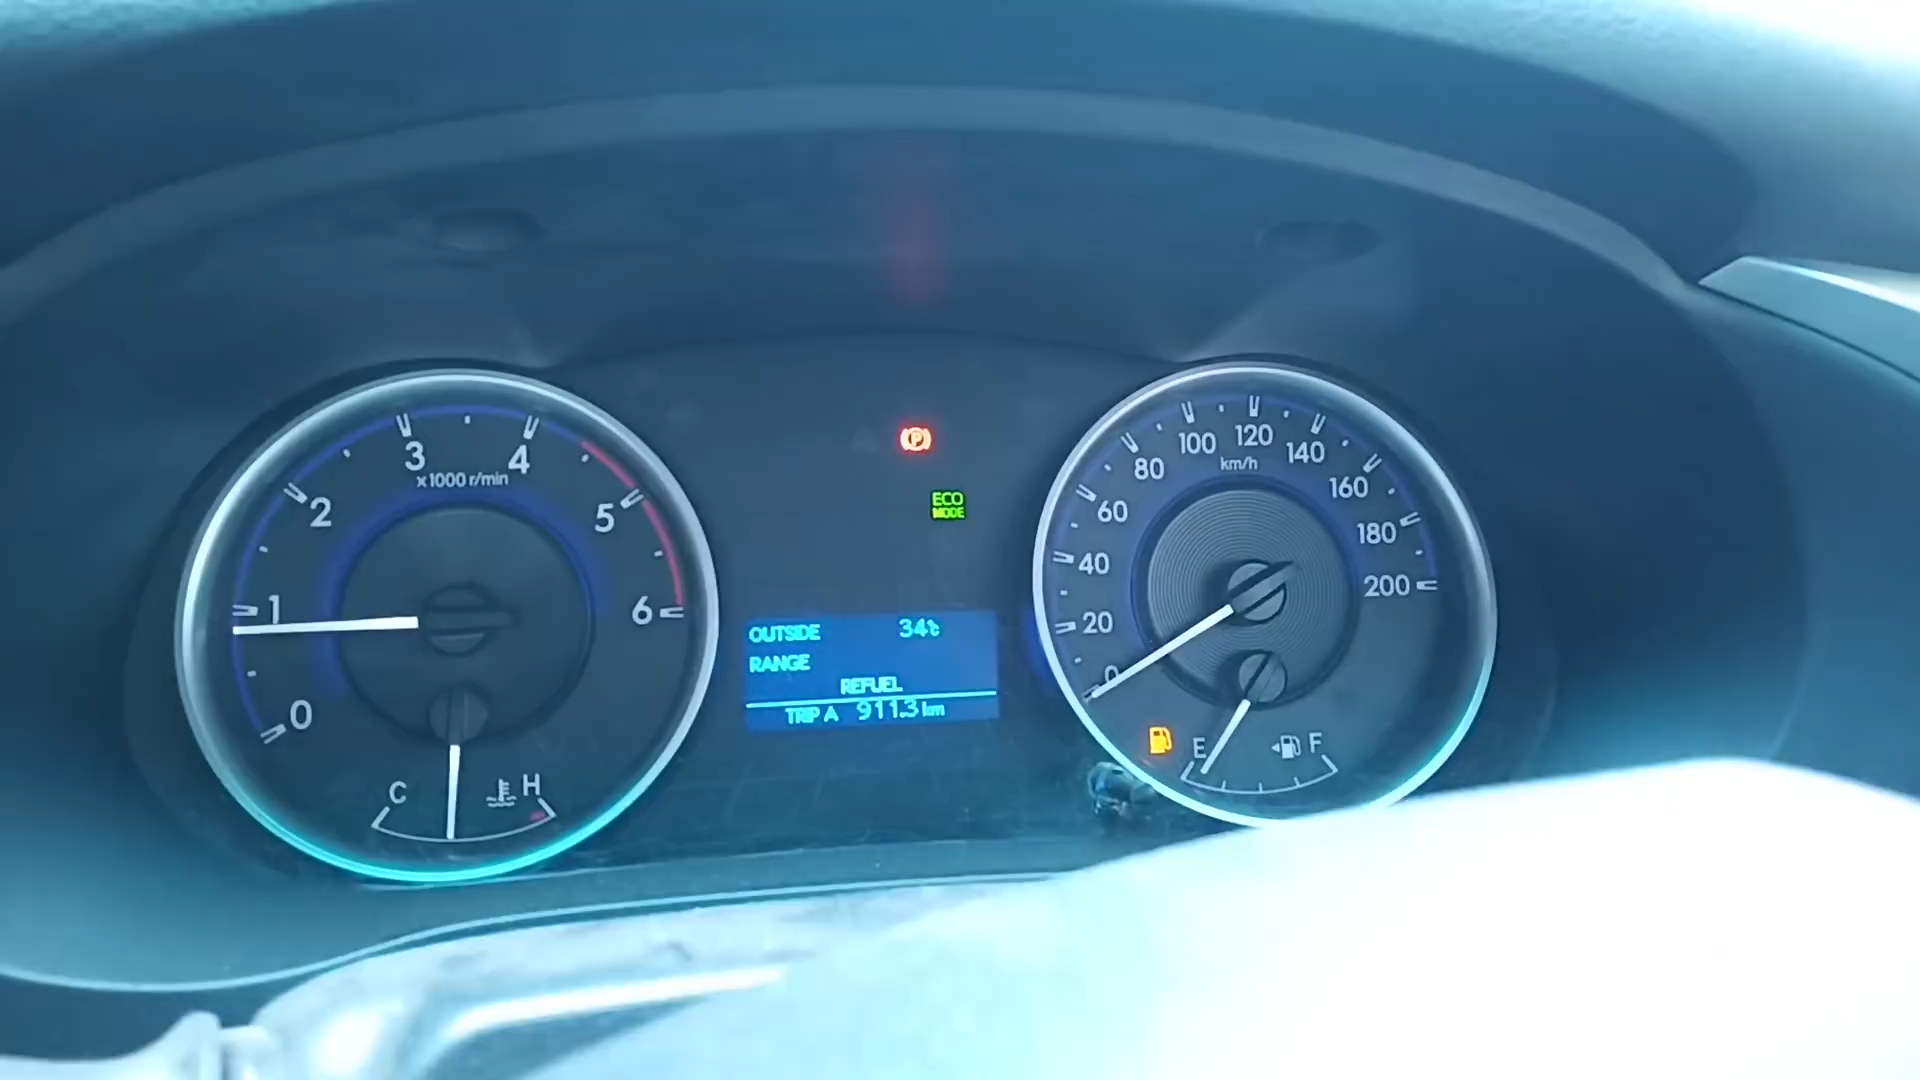 0
1
2
3
4
5
6
x1000 r/min
C
H
P
ECO
MODE
OUTSIDE 34℃
RANGE
REFUEL
TRIP A 911.3 km
0
20
40
60
80
100
120
140
160
180
200
km/h
E
F